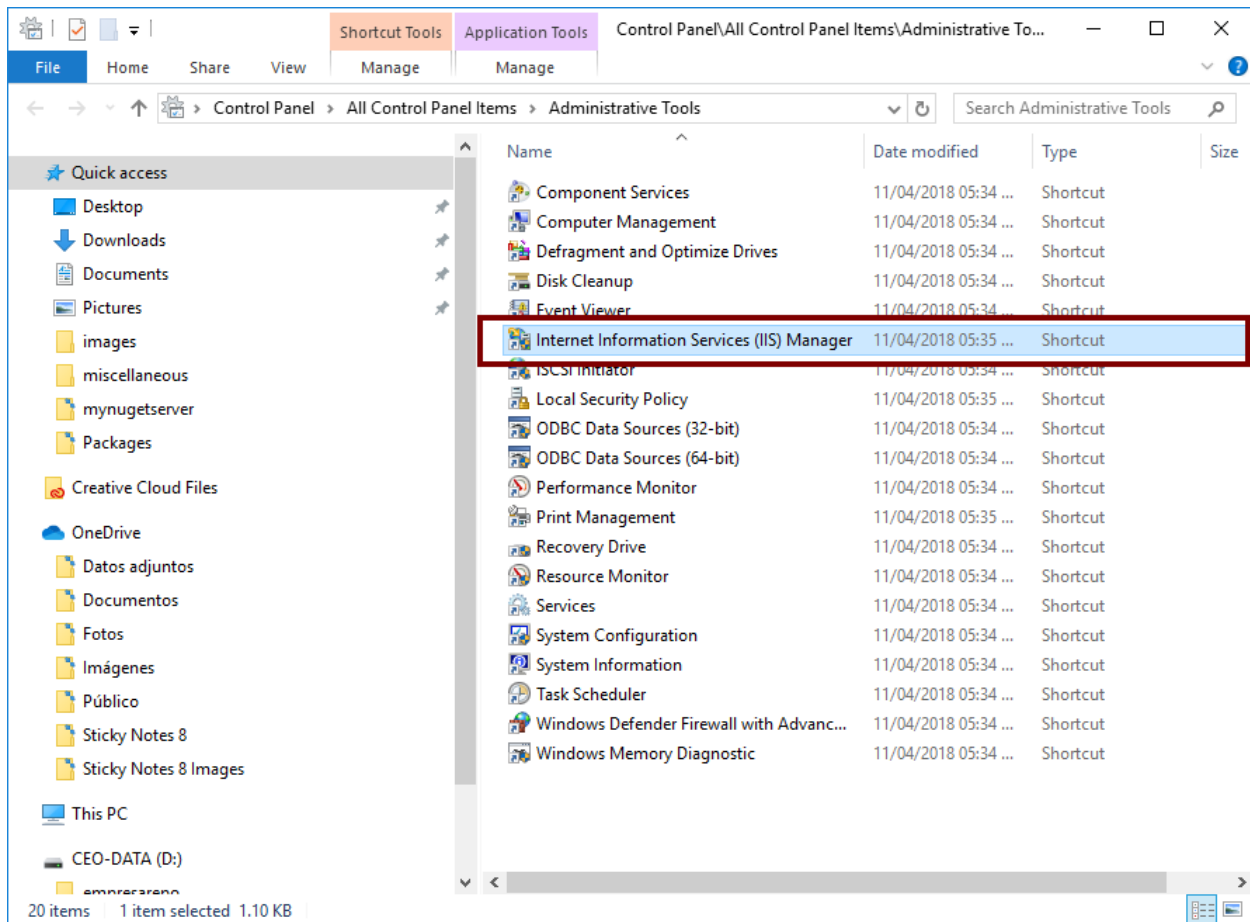 Shortcut Tools Application Tools Control Panel\All Control Panel Items\Administrative To...
File Home Share View Manage Manage
Control Panel > All Control Panel Items > Administrative Tools
Search Administrative Tools
Quick access
Desktop
Downloads
Documents
Pictures
images
miscellaneous
mynugetserver
Packages
Creative Cloud Files
OneDrive
Datos adjuntos
Documentos
Fotos
Imágenes
Público
Sticky Notes 8
Sticky Notes 8 Images
This PC
CEO-DATA (D:)
empresareno
Name Date modified Type Size
Component Services 11/04/2018 05:34 ... Shortcut
Computer Management 11/04/2018 05:34 ... Shortcut
Defragment and Optimize Drives 11/04/2018 05:34 ... Shortcut
Disk Cleanup 11/04/2018 05:34 ... Shortcut
Event Viewer 11/04/2018 05:34 ... Shortcut
Internet Information Services (IIS) Manager 11/04/2018 05:35 ... Shortcut
iSCSI Initiator 11/04/2018 05:34 ... Shortcut
Local Security Policy 11/04/2018 05:35 ... Shortcut
ODBC Data Sources (32-bit) 11/04/2018 05:34 ... Shortcut
ODBC Data Sources (64-bit) 11/04/2018 05:34 ... Shortcut
Performance Monitor 11/04/2018 05:34 ... Shortcut
Print Management 11/04/2018 05:35 ... Shortcut
Recovery Drive 11/04/2018 05:34 ... Shortcut
Resource Monitor 11/04/2018 05:34 ... Shortcut
Services 11/04/2018 05:34 ... Shortcut
System Configuration 11/04/2018 05:34 ... Shortcut
System Information 11/04/2018 05:34 ... Shortcut
Task Scheduler 11/04/2018 05:34 ... Shortcut
Windows Defender Firewall with Advanc... 11/04/2018 05:34 ... Shortcut
Windows Memory Diagnostic 11/04/2018 05:34 ... Shortcut
20 items 1 item selected 1.10 KB